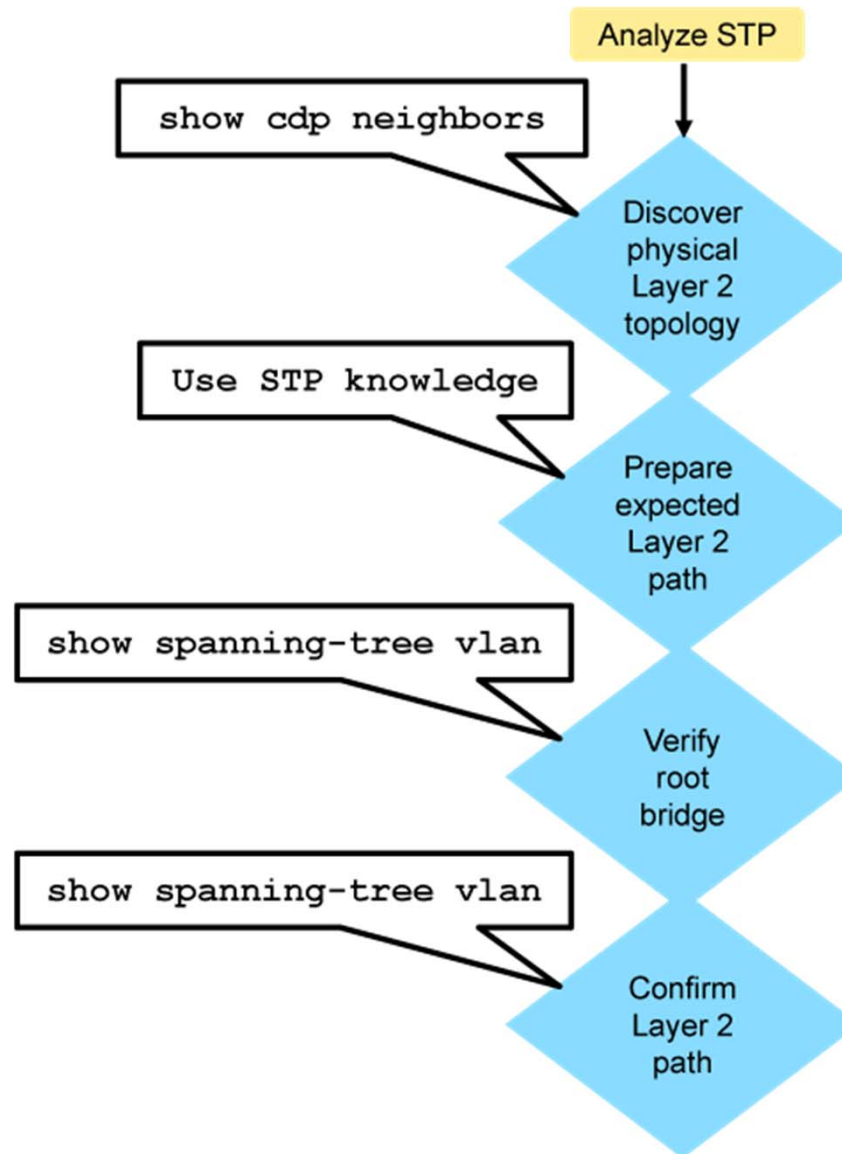 Analyze STP
show cdp neighbors
Discover
physical
Layer 2
topology
Use STP knowledge
Prepare
expected
Layer 2
path
show spanning-tree vlan
Verify
root
bridge
show spanning-tree vlan
Confirm
Layer 2
path